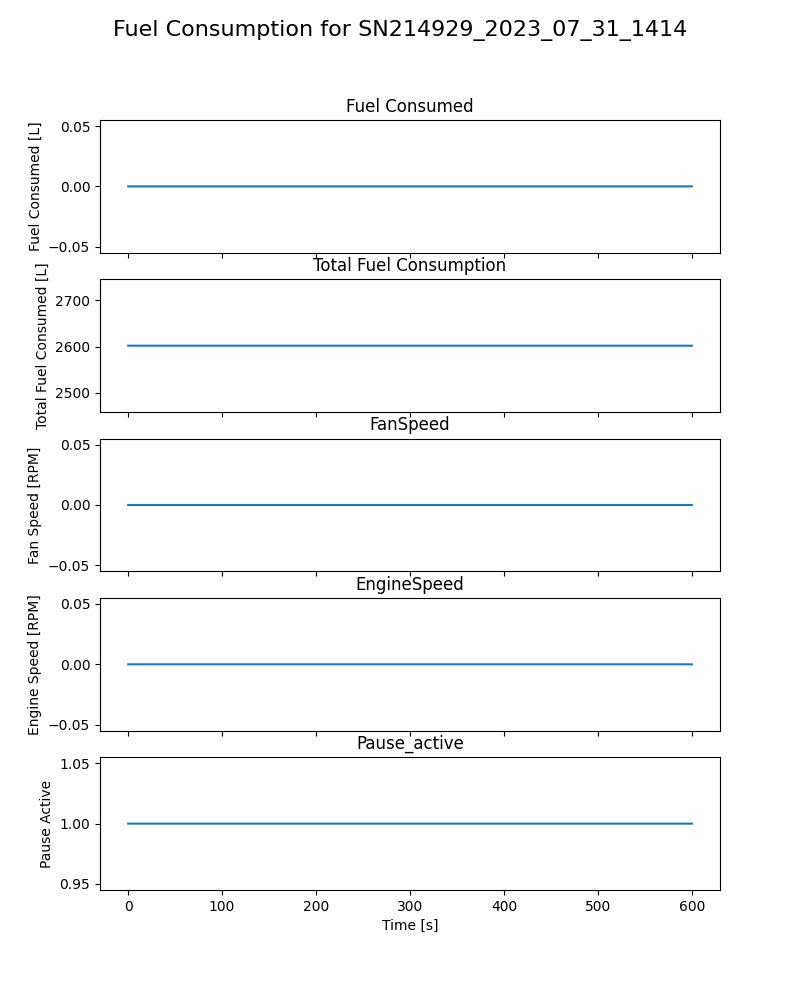 Fuel Consumption for SN214929_2023_07_31_1414
Fuel Consumed
Fuel Consumed [L]
0.05
0.00
−0.05
Total Fuel Consumption
Total Fuel Consumed [L]
2700
2600
2500
FanSpeed
Fan Speed [RPM]
0.05
0.00
−0.05
EngineSpeed
Engine Speed [RPM]
0.05
0.00
−0.05
Pause_active
Pause Active
1.05
1.00
0.95
0 100 200 300 400 500 600
Time [s]